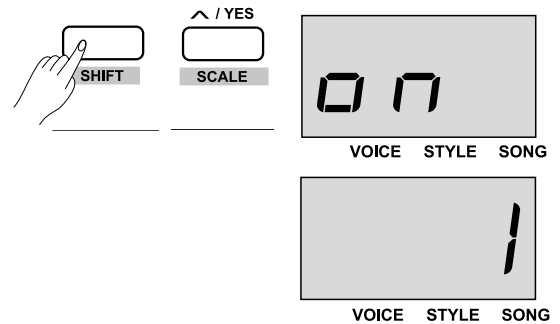 ^ / YES
SHIFT
SCALE
on
VOICE STYLE SONG
1
VOICE STYLE SONG